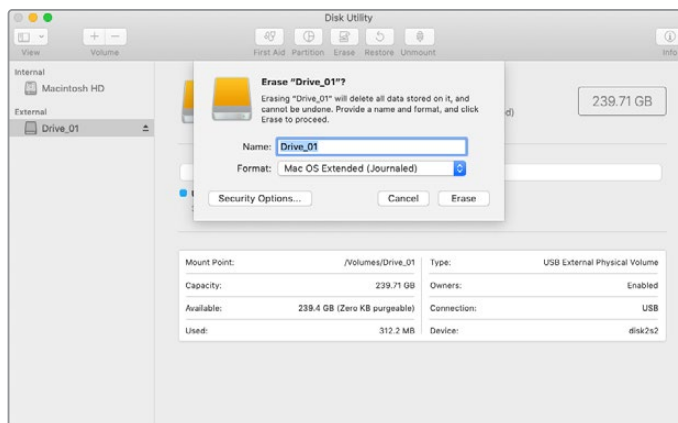 Disk Utility
View
Volume
First Aid
Partition
Erase
Restore
Unmount
Info
Internal
Macintosh HD
External
Drive_01
Erase “Drive_01”?
Erasing “Drive_01” will delete all data stored on it, and
cannot be undone. Provide a name and format, and click
Erase to proceed.
Name: Drive_01
Format: Mac OS Extended (Journaled)
Security Options...
Cancel
Erase
d)
239.71 GB
Mount Point: /Volumes/Drive_01
Type: USB External Physical Volume
Capacity: 239.71 GB
Owners: Enabled
Available: 239.4 GB (Zero KB purgeable)
Connection: USB
Used: 312.2 MB
Device: disk2s2